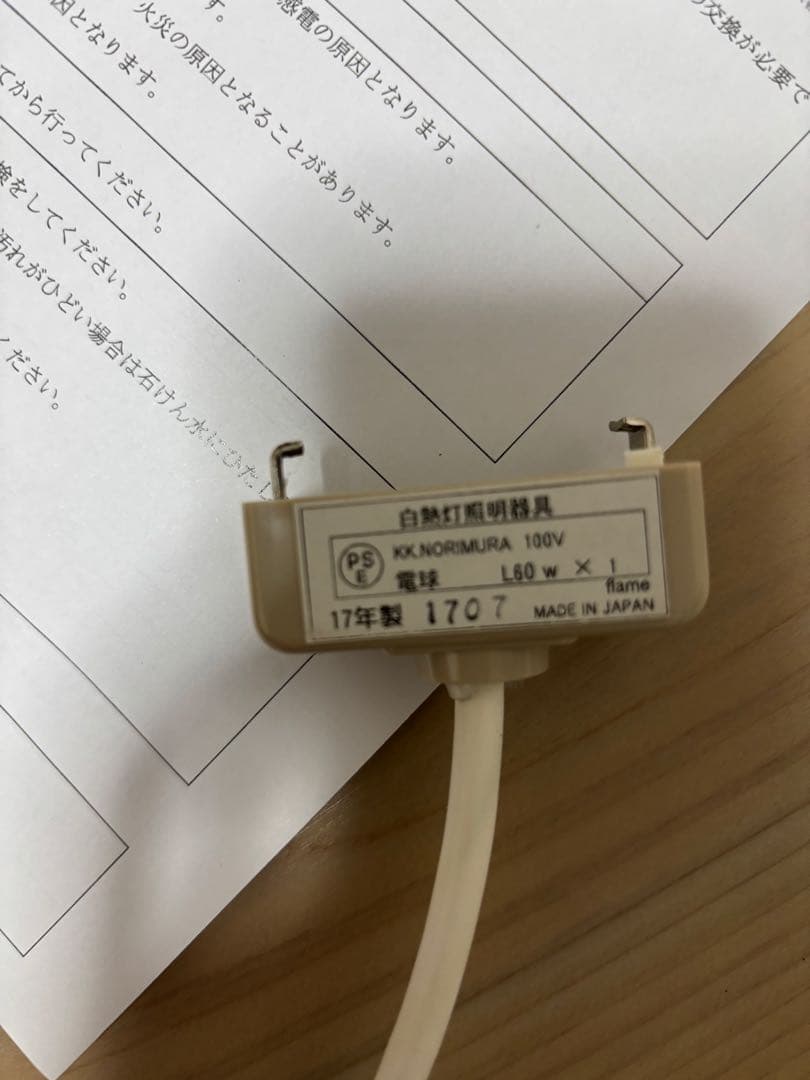 の交換が必要で
感電の原因となります。
火災の原因となることがあります。
す。
因となります。
てから行ってください。
検をしてください。
汚れがひどい場合は石けん水にひたし
ください。
白熱灯照明器具
PS
E
KK.NORIMURA 100V
電球 L60 w × 1
flame
17年製 1707 MADE IN JAPAN